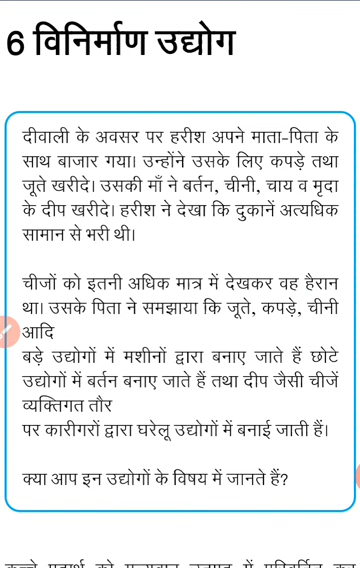 6 विनिर्माण उद्योग
दीवाली के अवसर पर हरीश अपने माता-पिता के
साथ बाजार गया। उन्होंने उसके लिए कपड़े तथा
जूते खरीदे। उसकी माँ ने बर्तन, चीनी, चाय व मृदा
के दीप खरीदे। हरीश ने देखा कि दुकानें अत्यधिक
सामान से भरी थी।
चीजों को इतनी अधिक मात्र में देखकर वह हैरान
था। उसके पिता ने समझाया कि जूते, कपड़े, चीनी
आदि
बड़े उद्योगों में मशीनों द्वारा बनाए जाते हैं छोटे
उद्योगों में बर्तन बनाए जाते हैं तथा दीप जैसी चीजें
व्यक्तिगत तौर
पर कारीगरों द्वारा घरेलू उद्योगों में बनाई जाती हैं।
क्या आप इन उद्योगों के विषय में जानते हैं?